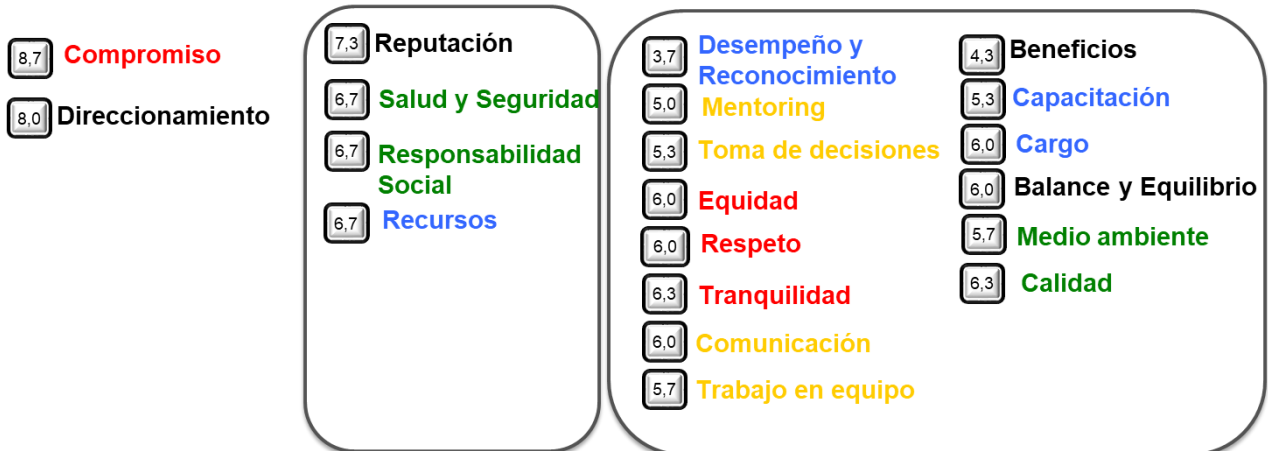 8,7 Compromiso
8,0 Direccionamiento
7,3 Reputación
6,7 Salud y Seguridad
6,7 Responsabilidad
Social
6,7 Recursos
3,7 Desempeño y
Reconocimiento
5,0 Mentoring
5,3 Toma de decisiones
6,0 Equidad
6,0 Respeto
6,3 Tranquilidad
6,0 Comunicación
5,7 Trabajo en equipo
4,3 Beneficios
5,3 Capacitación
6,0 Cargo
6,0 Balance y Equilibrio
5,7 Medio ambiente
6,3 Calidad